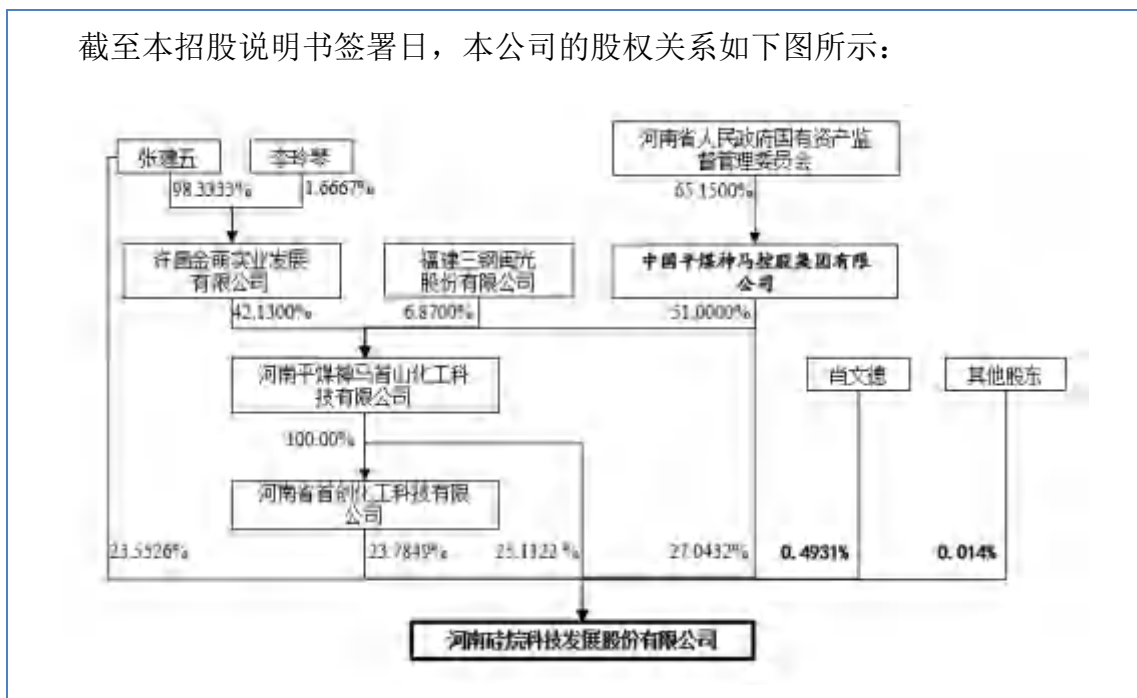 截至本招股说明书签署日，本公司的股权关系如下图所示：
张建五
李玲琴
河南省人民政府国有资产监
督管理委员会
98.3333%
1.6667%
65.1500%
许昌金萌实业发展
有限公司
福建三钢闽光
股份有限公司
中国平煤神马控股集团有限
公司
42.1300%
6.8700%
51.0000%
河南平煤神马首山化工科
技有限公司
肖文德
其他股东
100.00%
河南省首创化工科技有限
公司
23.7849%
27.0432%
0.4931%
0.014%
河南硅烷科技发展股份有限公司